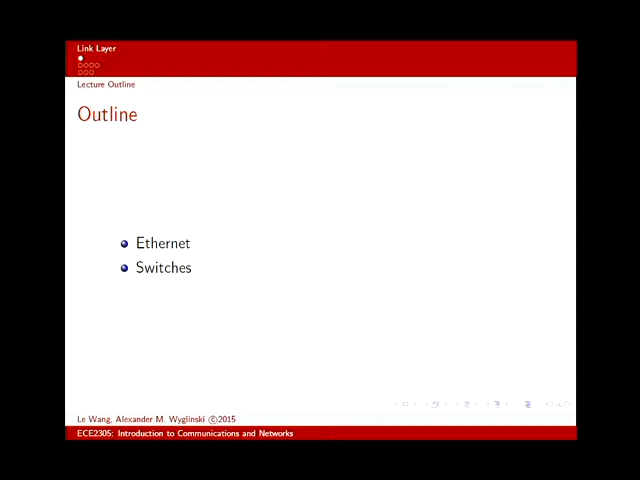 Link Layer
Lecture Outline
Outline
Ethernet
Switches
Le Wang, Alexander M. Wyglinski ©2015
ECE2305: Introduction to Communications and Networks